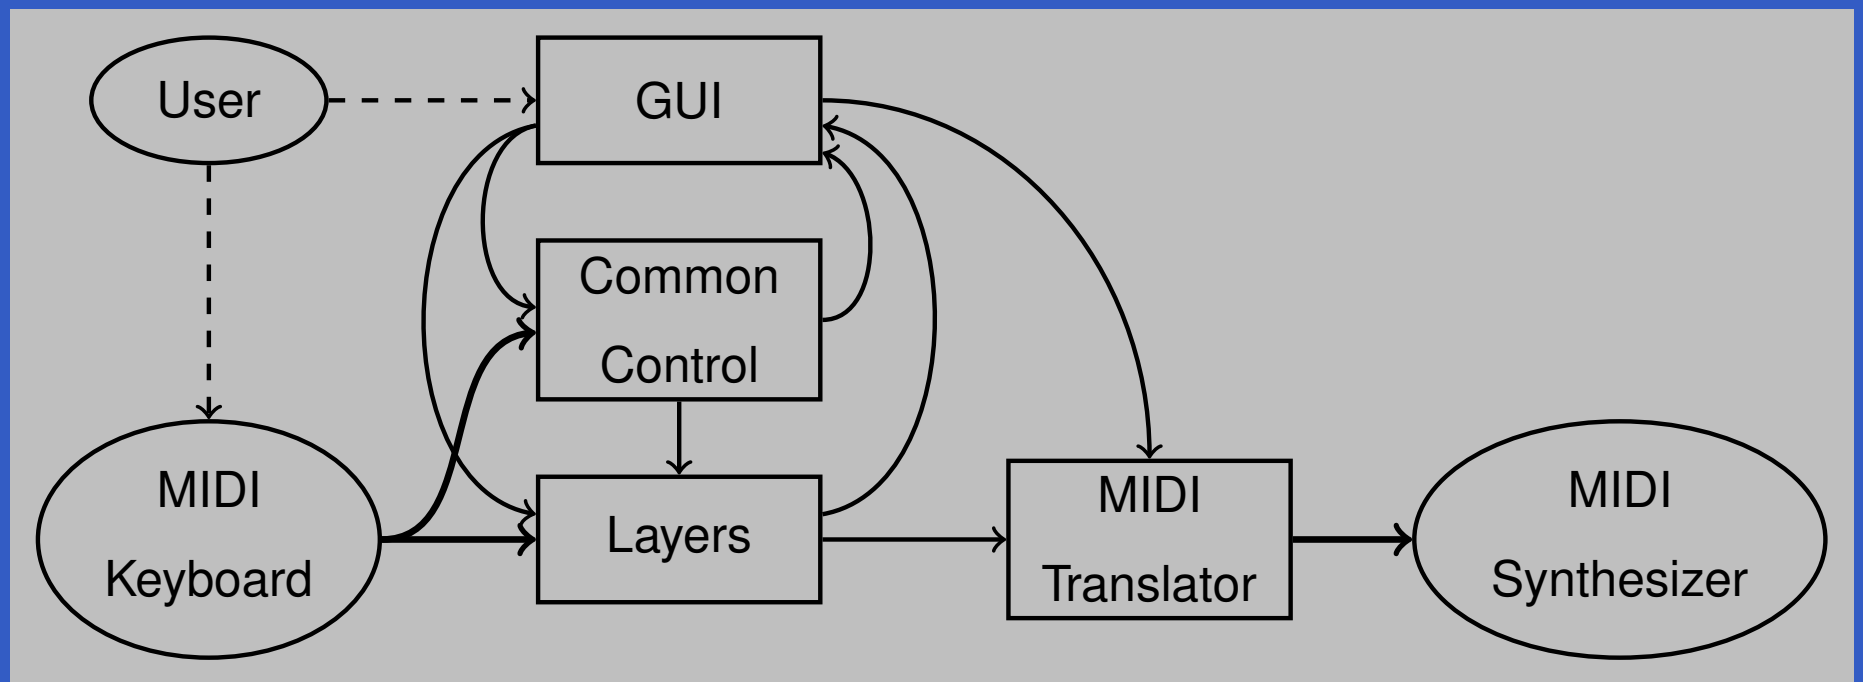 User
GUI
Common
Control
MIDI
Keyboard
Layers
MIDI
Translator
MIDI
Synthesizer